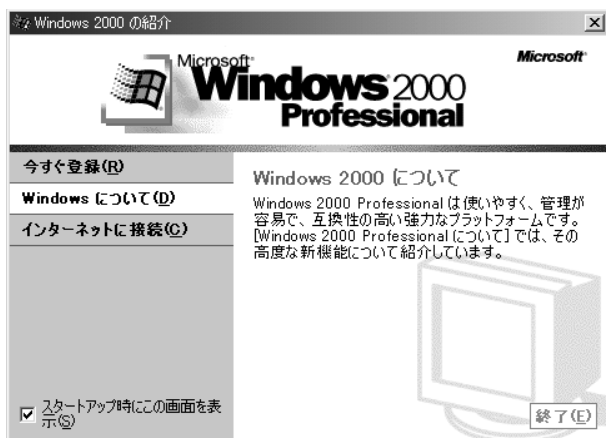 Windows 2000 の紹介
Microsoft
Microsoft
Windows 2000
Professional
今すぐ登録(R)
Windows について(D)
インターネットに接続(C)
Windows 2000 について
Windows 2000 Professional は使いやすく、管理が
容易で、互換性の高い強力なプラットフォームです。
[Windows 2000 Professional について] では、その
高度な新機能について紹介しています。
スタートアップ時にこの画面を表
示(S)
終了(E)